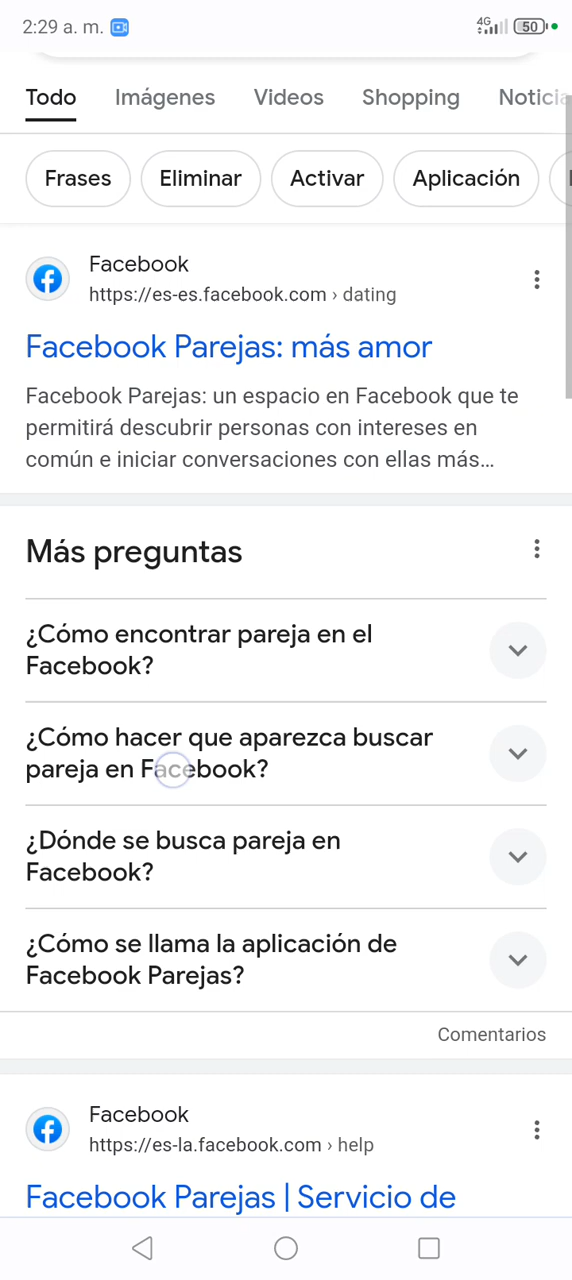 2:29 a. m.
4G
50
Todo Imágenes Videos Shopping Noticia
Frases Eliminar Activar Aplicación
Facebook
https://es-es.facebook.com › dating
Facebook Parejas: más amor
Facebook Parejas: un espacio en Facebook que te
permitirá descubrir personas con intereses en
común e iniciar conversaciones con ellas más...
Más preguntas
¿Cómo encontrar pareja en el
Facebook?
¿Cómo hacer que aparezca buscar
pareja en Facebook?
¿Dónde se busca pareja en
Facebook?
¿Cómo se llama la aplicación de
Facebook Parejas?
Comentarios
Facebook
https://es-la.facebook.com › help
Facebook Parejas | Servicio de